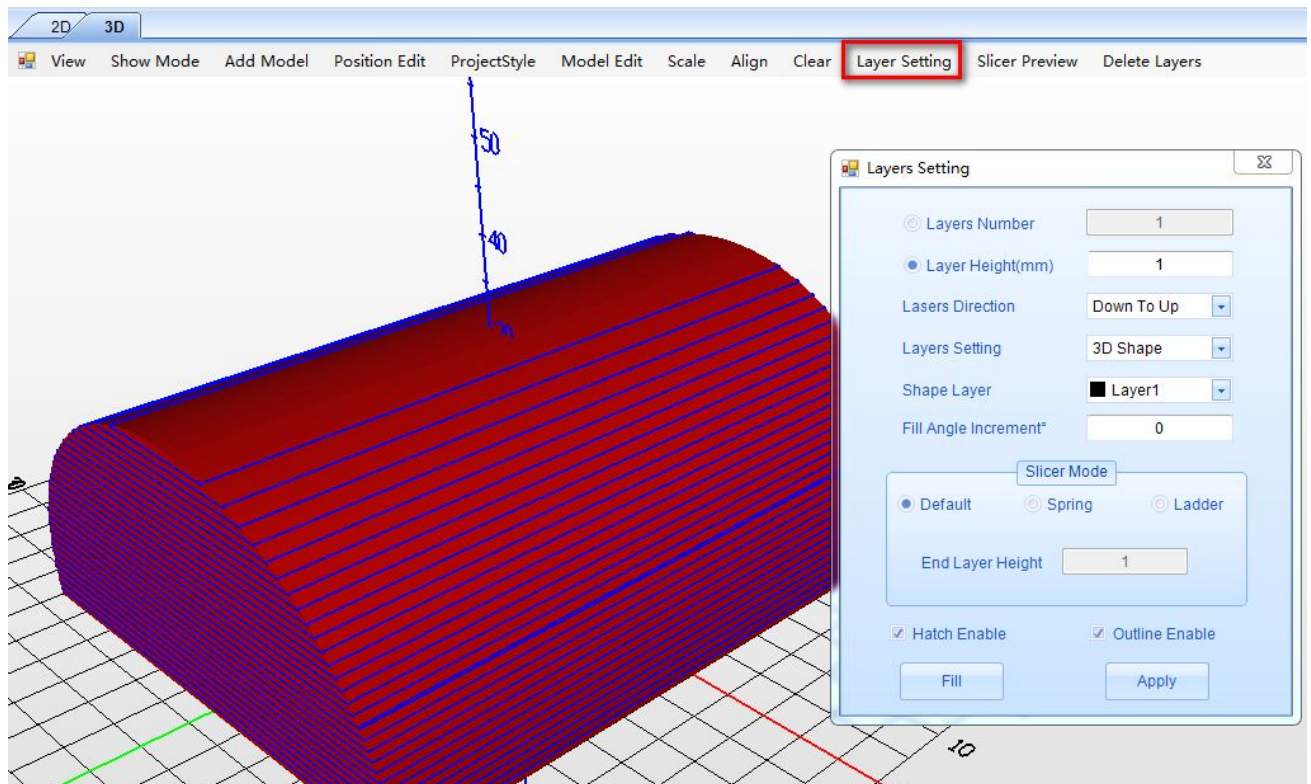 2D 3D
View Show Mode Add Model Position Edit ProjectStyle Model Edit Scale Align Clear Layer Setting Slicer Preview Delete Layers
50
40
Layers Setting
Layers Number 1
Layer Height(mm) 1
Lasers Direction Down To Up
Layers Setting 3D Shape
Shape Layer Layer1
Fill Angle Increment° 0
Slicer Mode
Default Spring Ladder
End Layer Height 1
Hatch Enable Outline Enable
Fill Apply
10